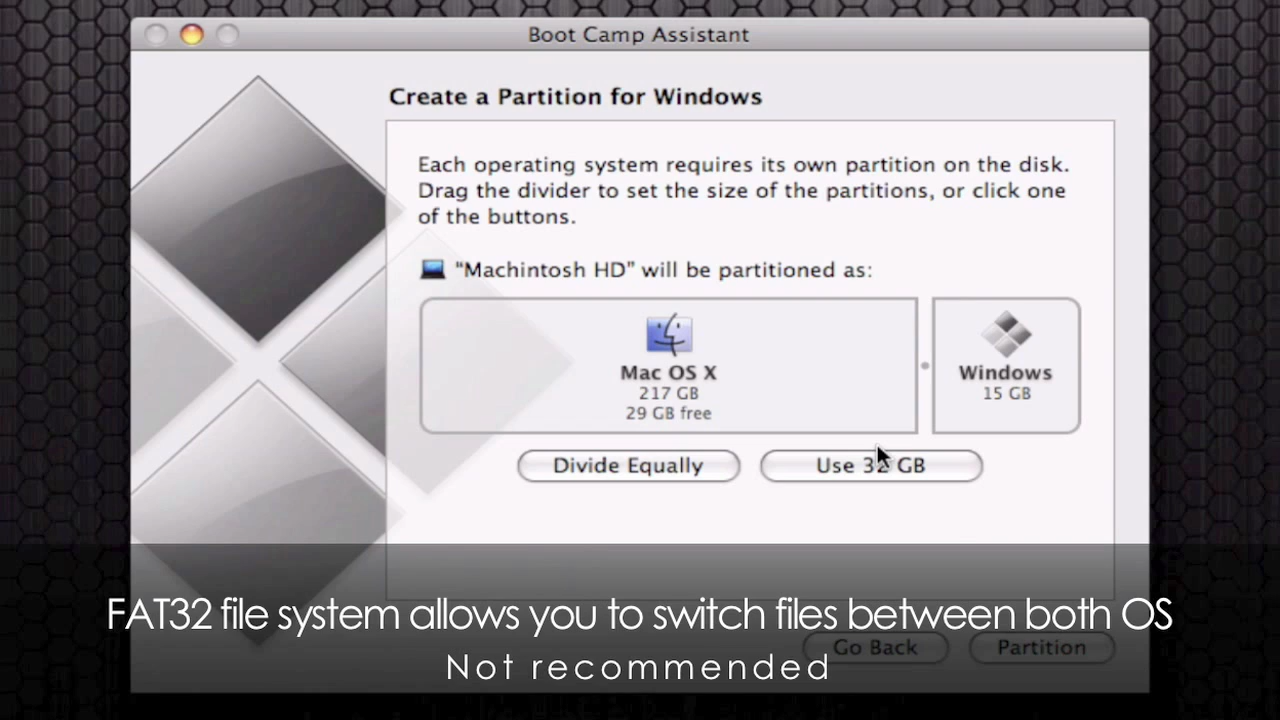 Boot Camp Assistant
Create a Partition for Windows
Each operating system requires its own partition on the disk.
Drag the divider to set the size of the partitions, or click one
of the buttons.
"Machintosh HD" will be partitioned as:
Mac OS X
217 GB
29 GB free
Windows
15 GB
Divide Equally
Use 32 GB
FAT32 file system allows you to switch files between both OS
Go Back
Partition
Not recommended